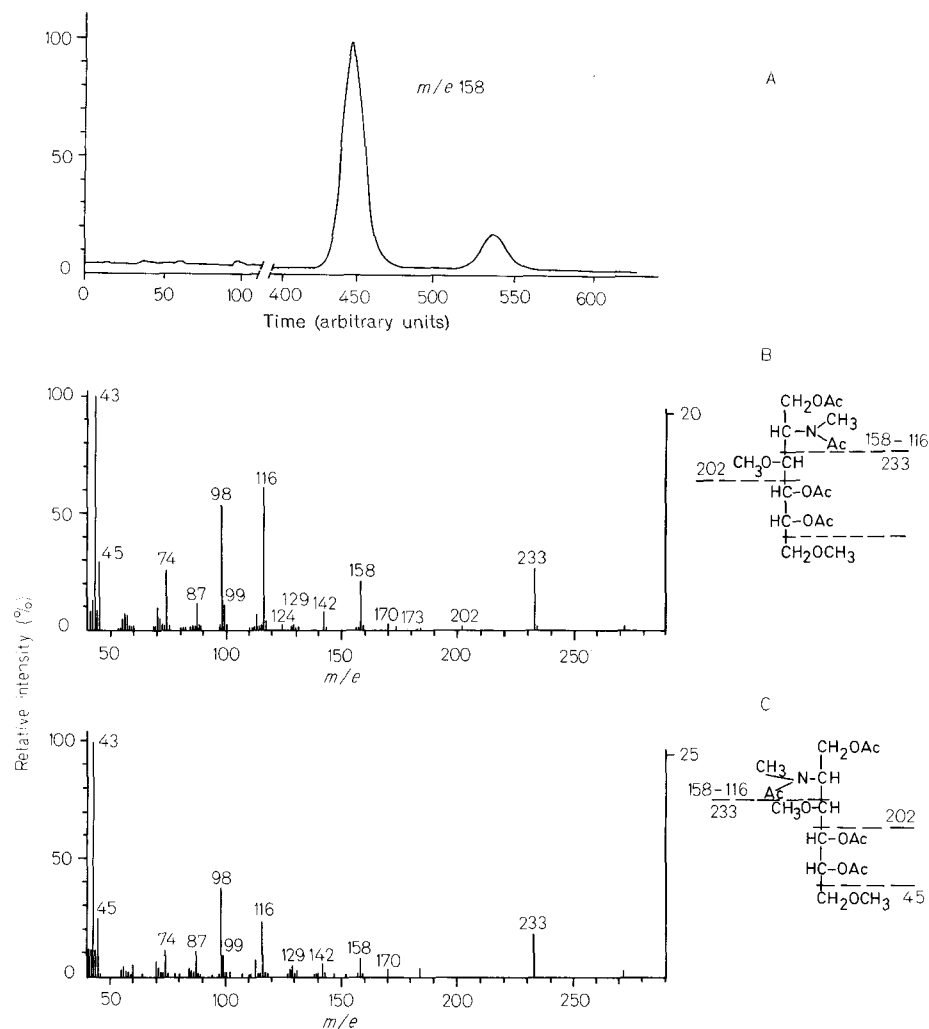 100
50
0
m/e 158
A
0
50
100
400
450
500
550
600
Time (arbitrary units)
Relative intensity (%)
B
100
50
0
20
43
45
74
87
98
99
116
124
129
142
158
170
173
202
233
50
100
150
200
250
m/e
CH2OAc
HC–N
CH3
Ac
158–116
233
CH3O–CH
202
HC–OAc
HC–OAc
CH2OCH3
C
100
50
0
25
43
45
74
87
98
99
116
129
142
158
170
233
50
100
150
200
250
m/e
CH2OAc
CH3
N–CH
Ac
158–116
233
CH3O–CH
202
HC–OAc
HC–OAc
CH2OCH3
45